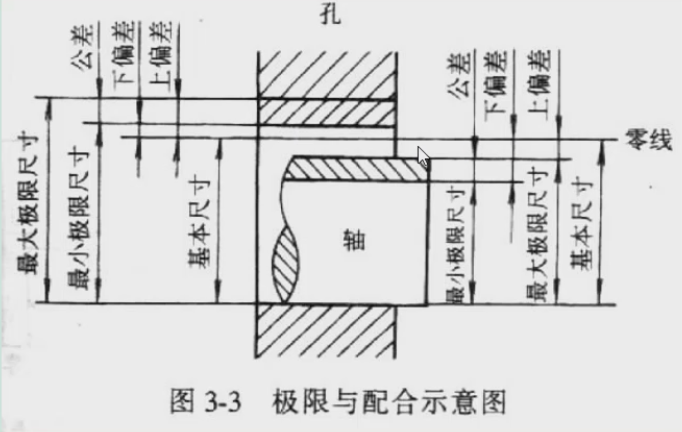 孔
公差
下偏差
上偏差
公差
下偏差
上偏差
零线
最大极限尺寸
最小极限尺寸
基本尺寸
轴
最小极限尺寸
最大极限尺寸
基本尺寸
图 3-3 极限与配合示意图